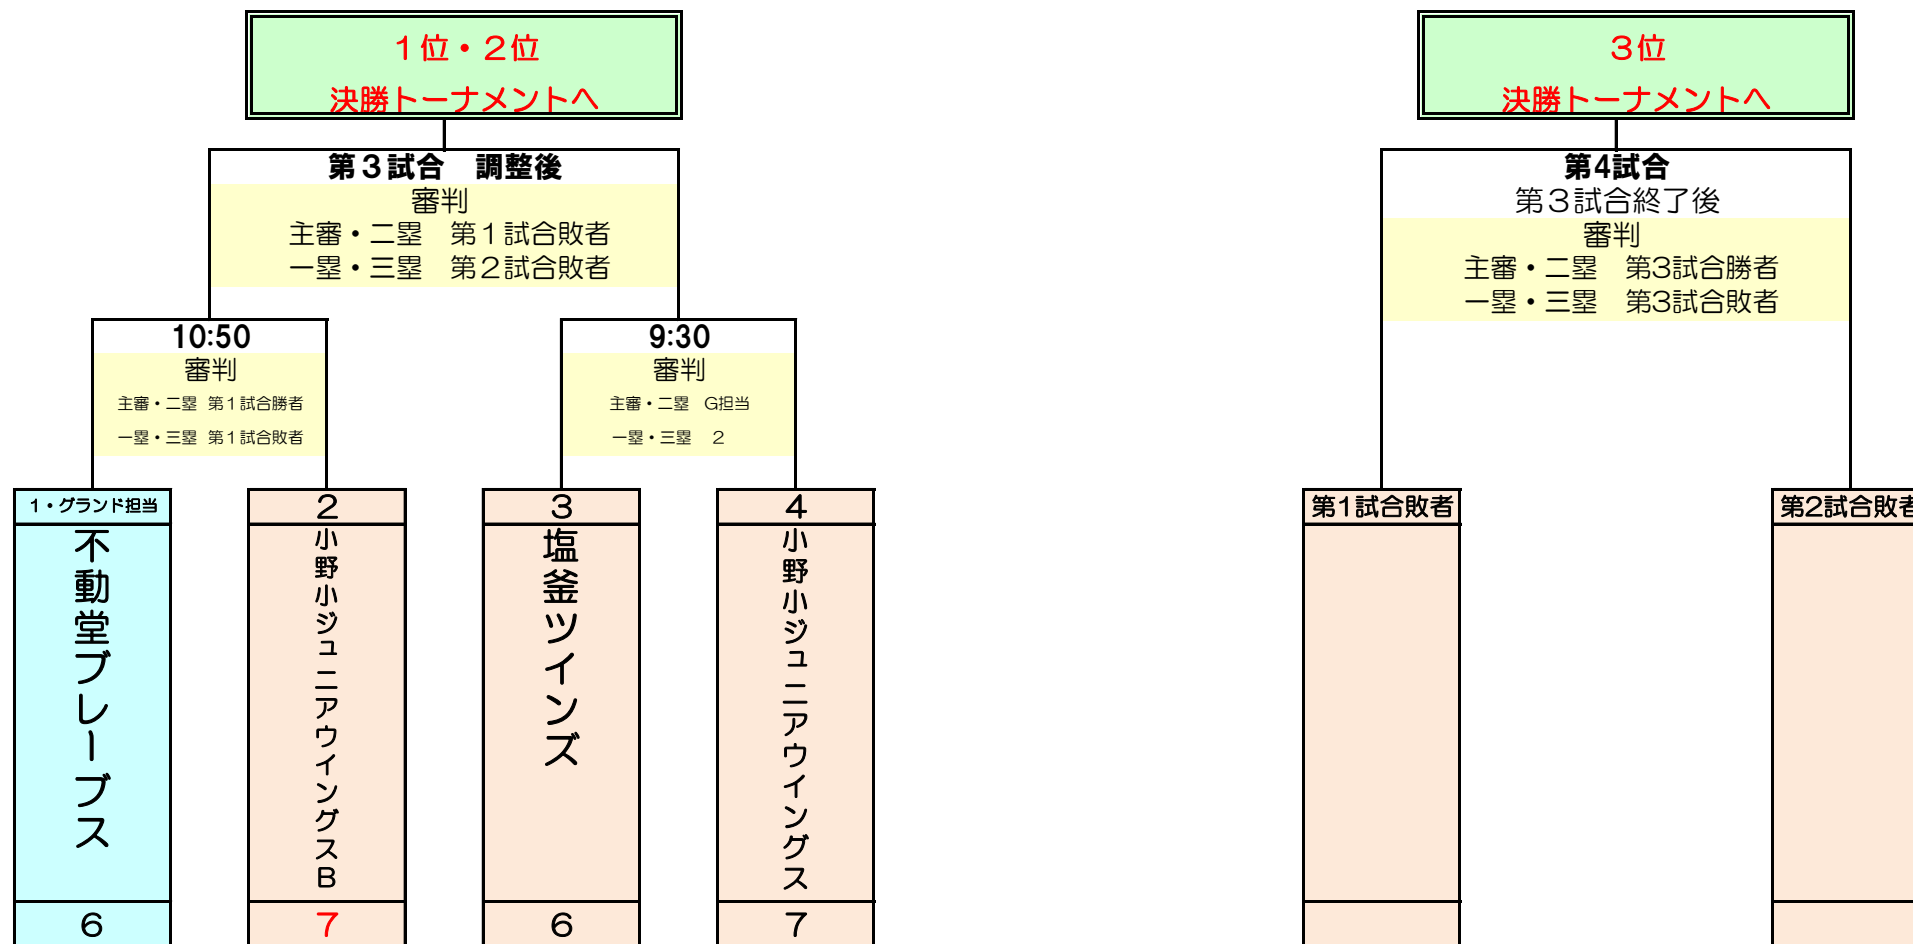 １位・２位
決勝トーナメントへ
第３試合　調整後
審判
主審・二塁　第１試合敗者
一塁・三塁　第２試合敗者
10:50
審判
主審・二塁 第１試合勝者
一塁・三塁 第１試合敗者
9:30
審判
主審・二塁　G担当
一塁・三塁　２
1・グランド担当
不動堂ブレーブス
6
2
小野小ジュニアウイングスB
7
3
塩釜ツインズ
6
4
小野小ジュニアウイングス
7
３位
決勝トーナメントへ
第4試合
第３試合終了後
審判
主審・二塁　第3試合勝者
一塁・三塁　第3試合敗者
第1試合敗者
第2試合敗者